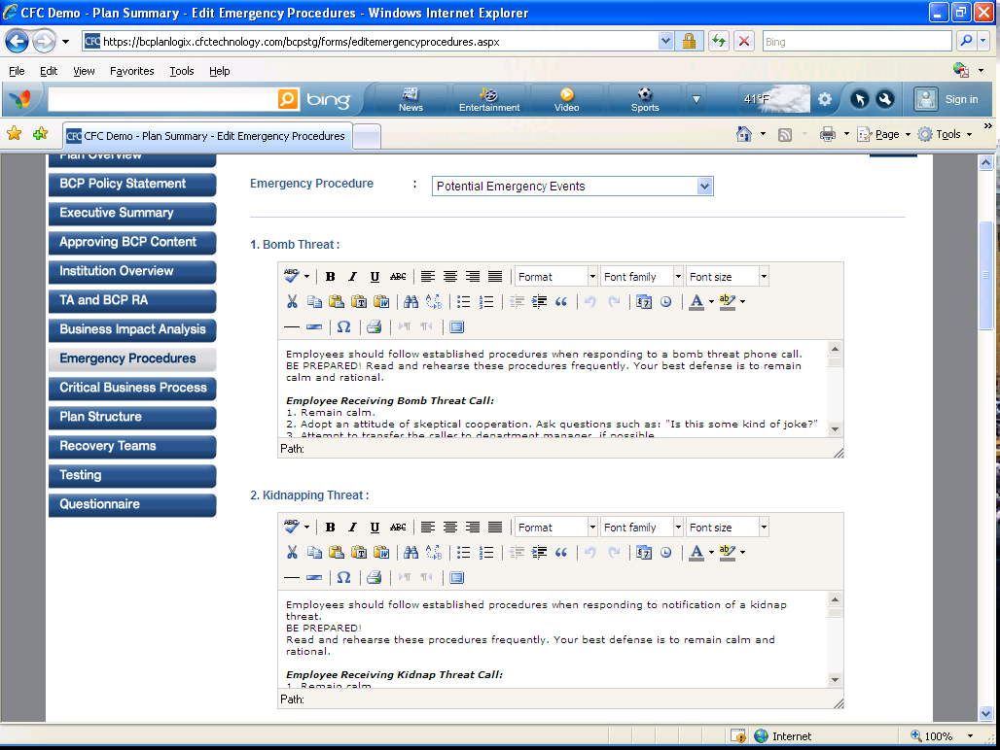 CFC Demo - Plan Summary - Edit Emergency Procedures - Windows Internet Explorer
CFC https://bcplanlogix.cfctechnology.com/bcpstg/forms/editemergencyprocedures.aspx
Bing
File Edit View Favorites Tools Help
bing News Entertainment Video Sports 41°F Sign in
CFC CFC Demo - Plan Summary - Edit Emergency Procedures Page Tools »
Plan Overview
BCP Policy Statement
Executive Summary
Approving BCP Content
Institution Overview
TA and BCP RA
Business Impact Analysis
Emergency Procedures
Critical Business Process
Plan Structure
Recovery Teams
Testing
Questionnaire
Emergency Procedure : Potential Emergency Events
1. Bomb Threat :
ABC B I U ABC Format Font family Font size
Employees should follow established procedures when responding to a bomb threat phone call.
BE PREPARED! Read and rehearse these procedures frequently. Your best defense is to remain
calm and rational.
Employee Receiving Bomb Threat Call:
1. Remain calm.
2. Adopt an attitude of skeptical cooperation. Ask questions such as: "Is this some kind of joke?"
3. Attempt to transfer the caller to department manager, if possible
Path:
2. Kidnapping Threat :
ABC B I U ABC Format Font family Font size
Employees should follow established procedures when responding to notification of a kidnap
threat.
BE PREPARED!
Read and rehearse these procedures frequently. Your best defense is to remain calm and
rational.
Employee Receiving Kidnap Threat Call:
1. Remain calm
Path:
Internet 100%